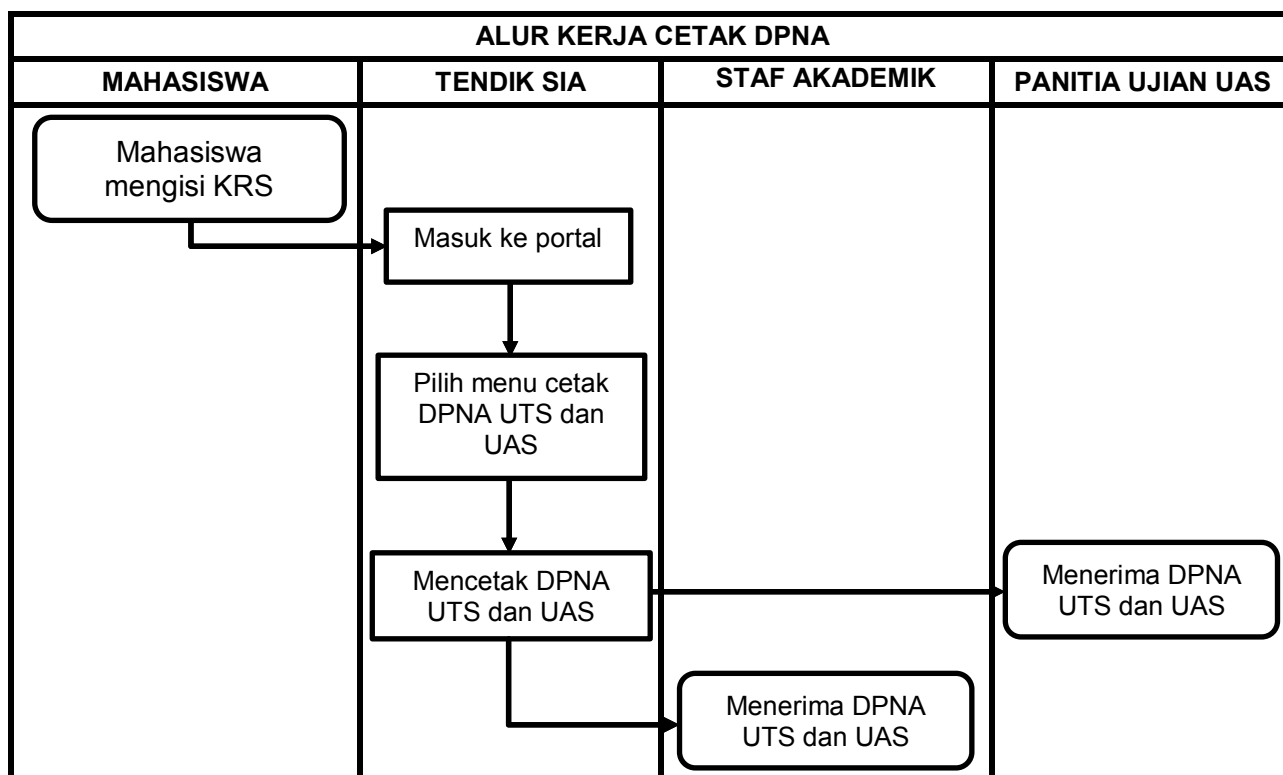 ALUR KERJA CETAK DPNA
MAHASISWA
TENDIK SIA
STAF AKADEMIK
PANITIA UJIAN UAS
Mahasiswa
mengisi KRS
Masuk ke portal
Pilih menu cetak
DPNA UTS dan
UAS
Mencetak DPNA
UTS dan UAS
Menerima DPNA
UTS dan UAS
Menerima DPNA
UTS dan UAS